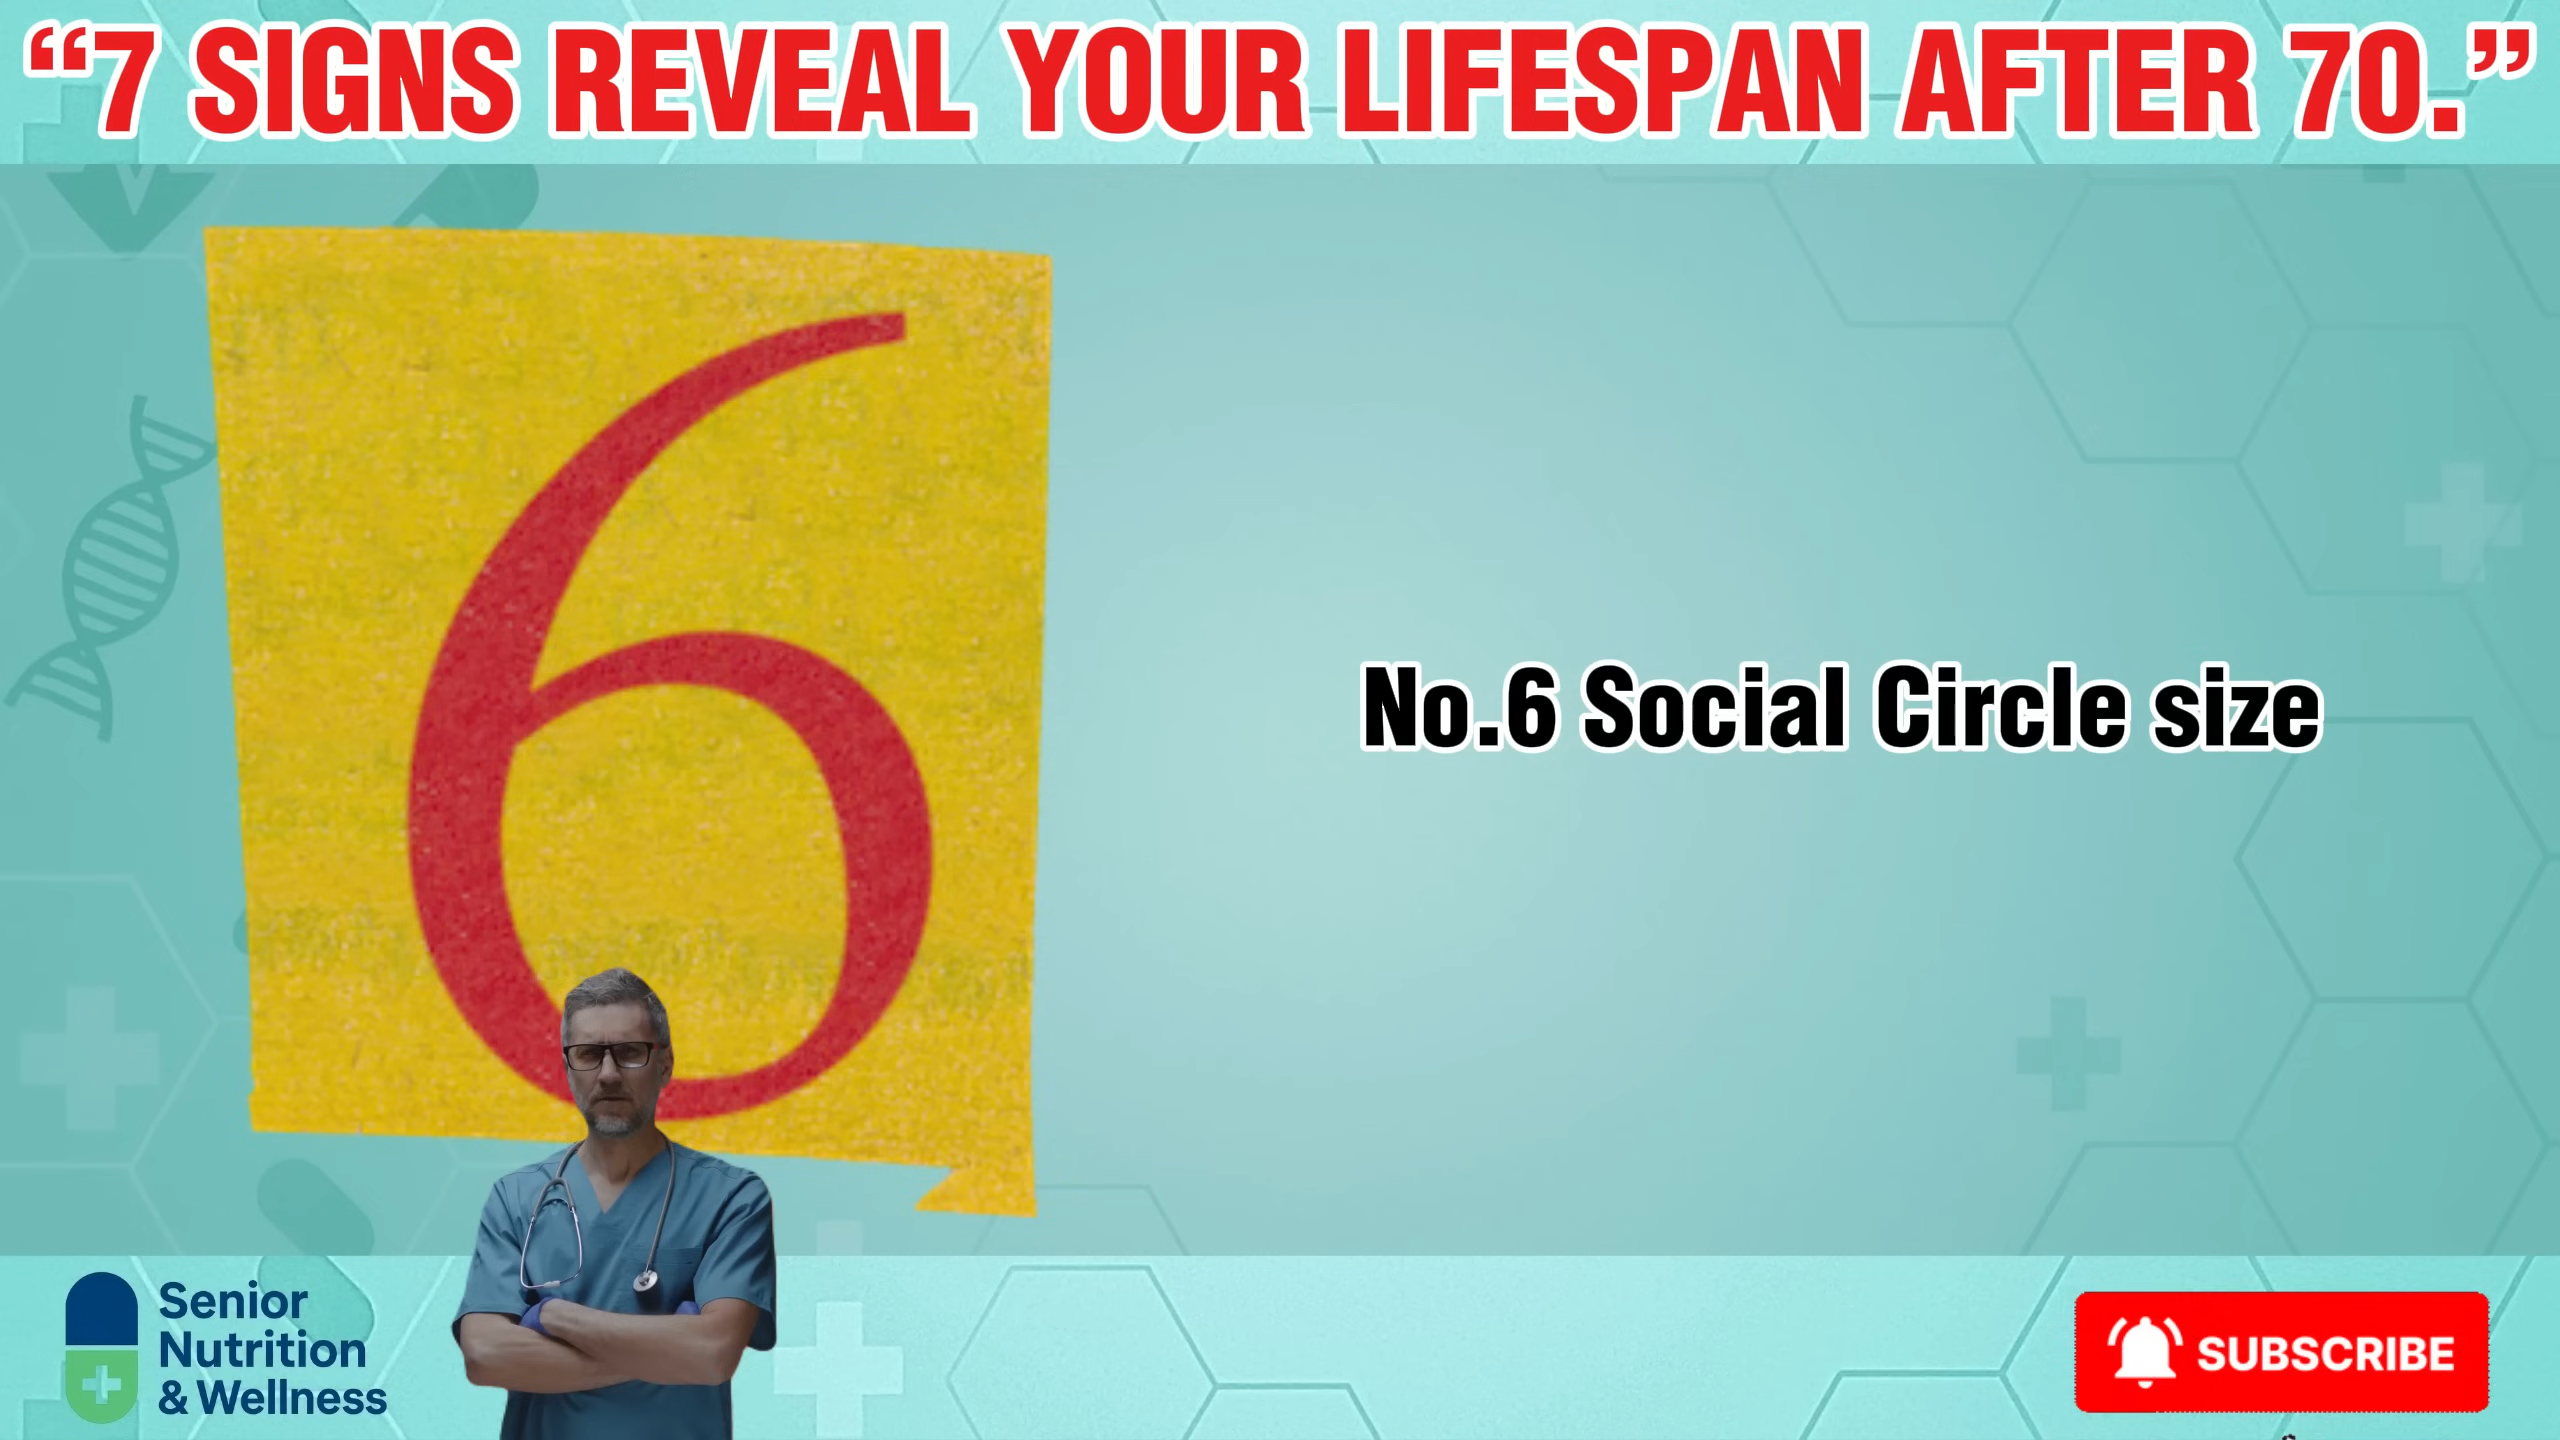 “7 SIGNS REVEAL YOUR LIFESPAN AFTER 70.”
6
No.6 Social Circle size
Senior
Nutrition
& Wellness
SUBSCRIBE